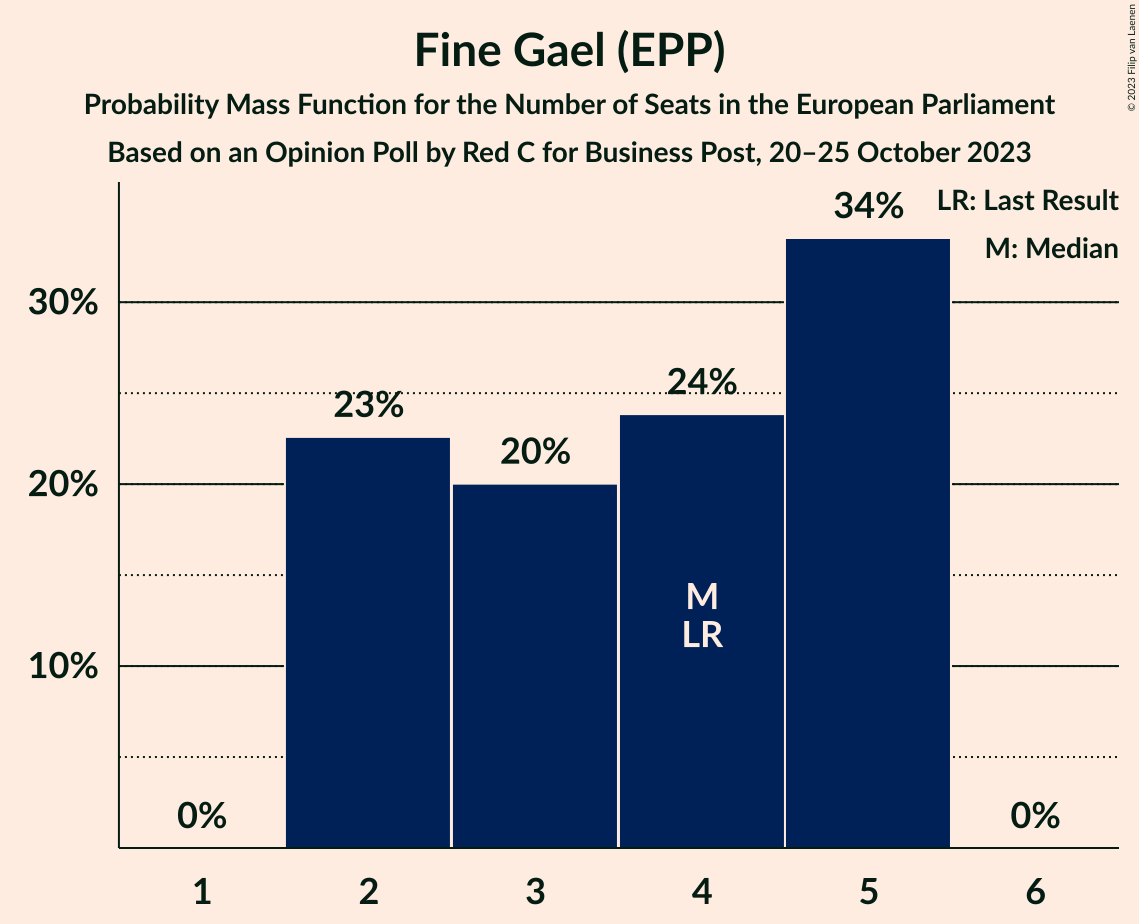 Fine Gael (EPP)
Probability Mass Function for the Number of Seats in the European Parliament
Based on an Opinion Poll by Red C for Business Post, 20–25 October 2023
© 2023 Filip van Laenen
LR: Last Result
M: Median
34%
30%
24%
23%
20%
20%
M
LR
10%
0%
0%
1 2 3 4 5 6